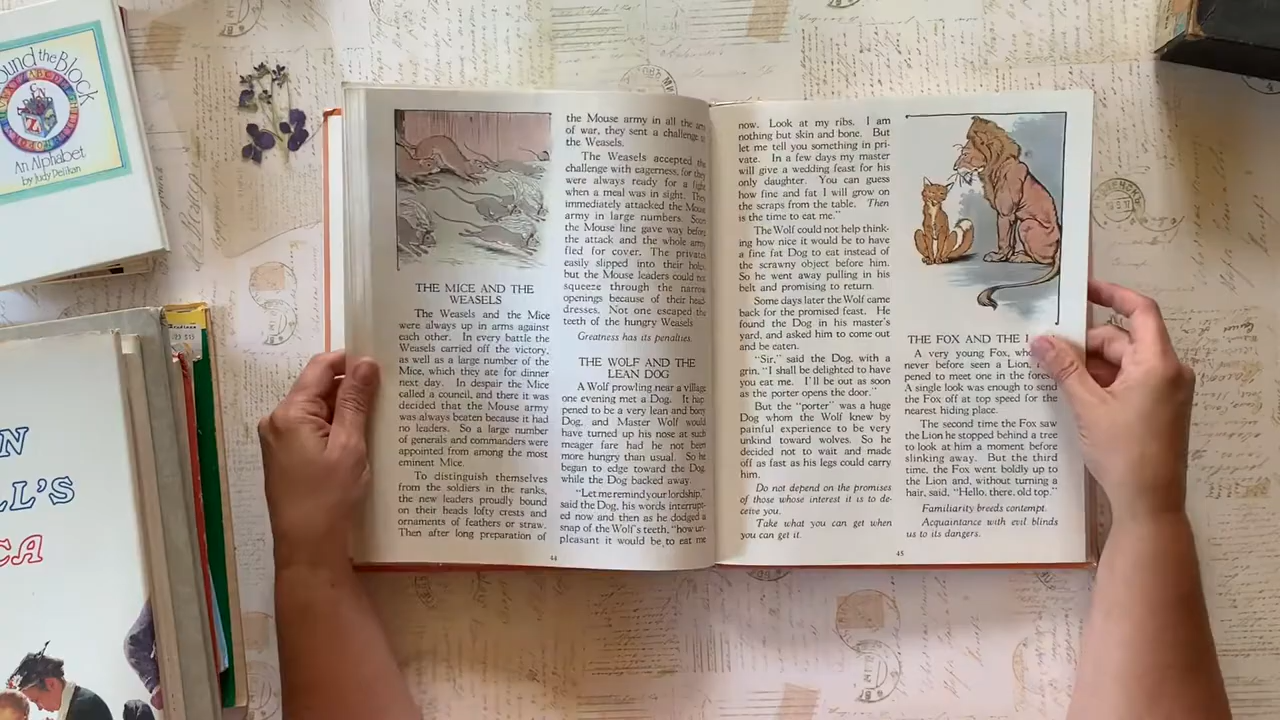 ound the Block
An Alphabet
by Judy Pelikan
N
LL'S
CA
THE MICE AND THE
WEASELS
The Weasels and the Mice
were always up in arms against
each other. In every battle the
Weasels carried off the victory,
as well as a large number of the
Mice, which they ate for dinner
next day. In despair the Mice
called a council, and there it was
decided that the Mouse army
was always beaten because it had
no leaders. So a large number
of generals and commanders were
appointed from among the most
eminent Mice.
To distinguish themselves
from the soldiers in the ranks,
the new leaders proudly bound
on their heads lofty crests and
ornaments of feathers or straw.
Then after long preparation of
the Mouse army in all the arts
of war, they sent a challenge to
the Weasels.
The Weasels accepted the
challenge with eagerness, for they
were always ready for a fight
when a meal was in sight. They
immediately attacked the Mouse
army in large numbers. Soon
the Mouse line gave way before
the attack and the whole army
fled for cover. The privates
easily slipped into their holes,
but the Mouse leaders could not
squeeze through the narrow
openings because of their head-
dresses. Not one escaped the
teeth of the hungry Weasels
Greatness has its penalties.
THE WOLF AND THE
LEAN DOG
A Wolf prowling near a village
one evening met a Dog. It hap-
pened to be a very lean and bony
Dog, and Master Wolf would
have turned up his nose at such
meager fare had he not been
more hungry than usual. So he
began to edge toward the Dog,
while the Dog backed away.
"Let me remind your lordship,"
said the Dog, his words interrupt-
ed now and then as he dodged a
snap of the Wolf's teeth, "how un-
pleasant it would be to eat me
44
now. Look at my ribs. I am
nothing but skin and bone. But
let me tell you something in pri-
vate. In a few days my master
will give a wedding feast for his
only daughter. You can guess
how fine and fat I will grow on
the scraps from the table. Then
is the time to eat me."
The Wolf could not help think-
ing how nice it would be to have
a fine fat Dog to eat instead of
the scrawny object before him.
So he went away pulling in his
belt and promising to return.
Some days later the Wolf came
back for the promised feast. He
found the Dog in his master's
yard, and asked him to come out
and be eaten.
"Sir," said the Dog, with a
grin, "I shall be delighted to have
you eat me. I'll be out as soon
as the porter opens the door."
But the "porter" was a huge
Dog whom the Wolf knew by
painful experience to be very
unkind toward wolves. So he
decided not to wait and made
off as fast as his legs could carry
him.
Do not depend on the promises
of those whose interest it is to de-
ceive you.
Take what you can get when
you can get it.
THE FOX AND THE
A very young Fox, who
never before seen a Lion,
pened to meet one in the forest.
A single look was enough to send
the Fox off at top speed for the
nearest hiding place.
The second time the Fox saw
the Lion he stopped behind a tree
to look at him a moment before
slinking away. But the third
time, the Fox went boldly up to
the Lion and, without turning a
hair, said, "Hello, there, old top."
Familiarity breeds contempt.
Acquaintance with evil blinds
us to its dangers.
45